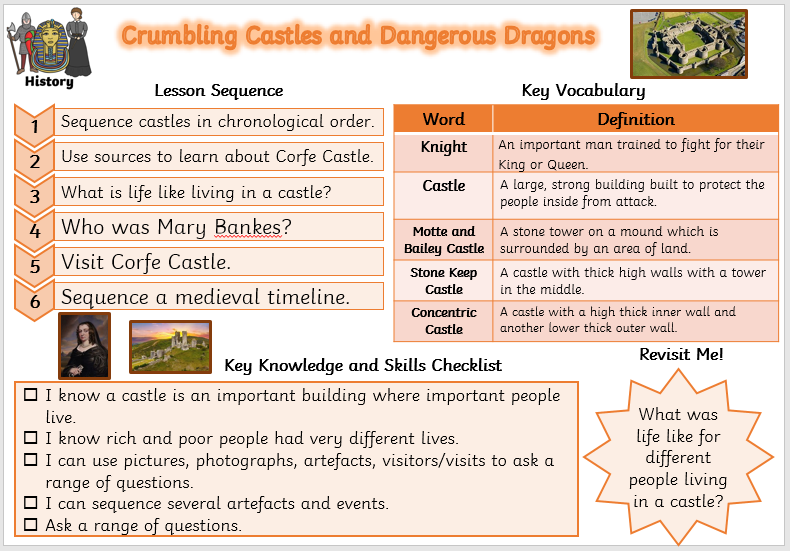 Crumbling Castles and Dangerous Dragons
History
Lesson Sequence
1 Sequence castles in chronological order.
2 Use sources to learn about Corfe Castle.
3 What is life like living in a castle?
4 Who was Mary Bankes?
5 Visit Corfe Castle.
6 Sequence a medieval timeline.
Key Vocabulary
Word Definition
Knight An important man trained to fight for their
King or Queen.
Castle A large, strong building built to protect the
people inside from attack.
Motte and A stone tower on a mound which is
Bailey Castle surrounded by an area of land.
Stone Keep A castle with thick high walls with a tower
Castle in the middle.
Concentric A castle with a high thick inner wall and
Castle another lower thick outer wall.
Key Knowledge and Skills Checklist
I know a castle is an important building where important people
live.
I know rich and poor people had very different lives.
I can use pictures, photographs, artefacts, visitors/visits to ask a
range of questions.
I can sequence several artefacts and events.
Ask a range of questions.
Revisit Me!
What was
life like for
different
people living
in a castle?